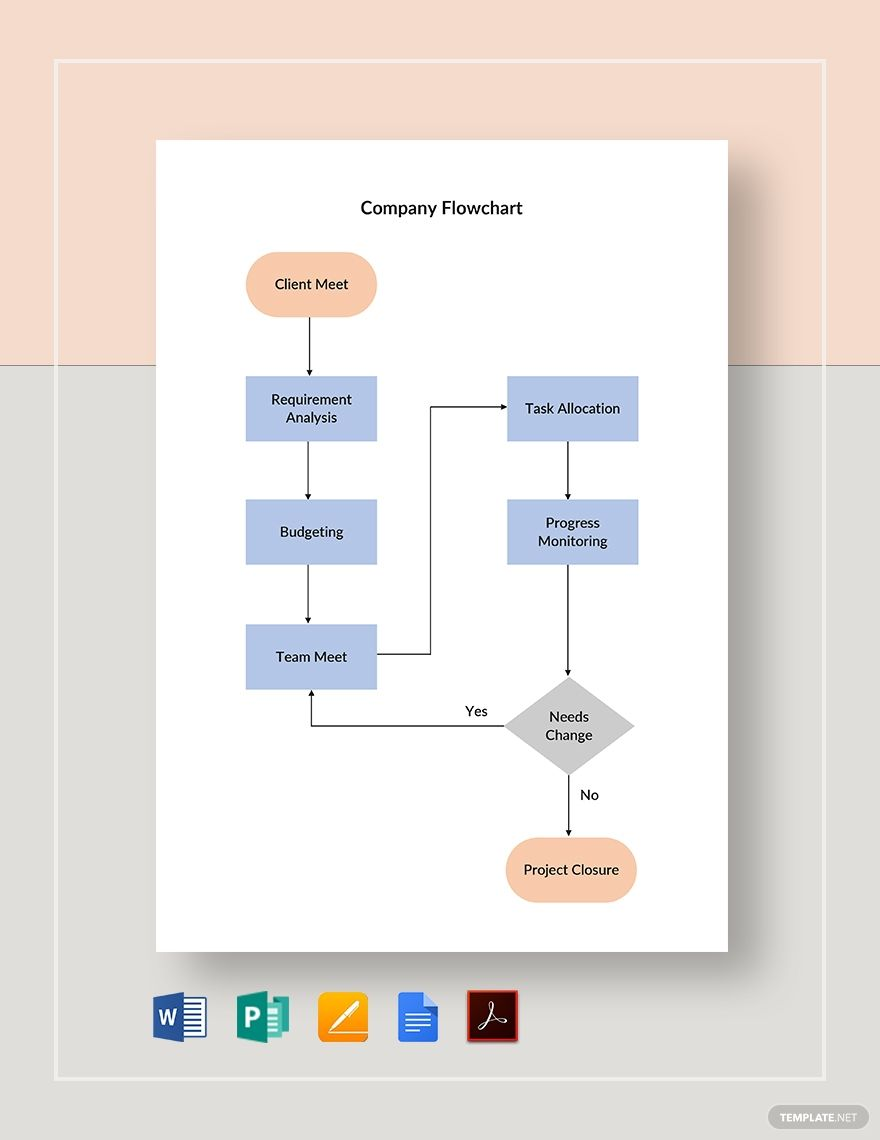 Company Flowchart
Client Meet
Requirement
Analysis
Budgeting
Team Meet
Task Allocation
Progress
Monitoring
Needs
Change
Yes
No
Project Closure
W
P
TEMPLATE.NET